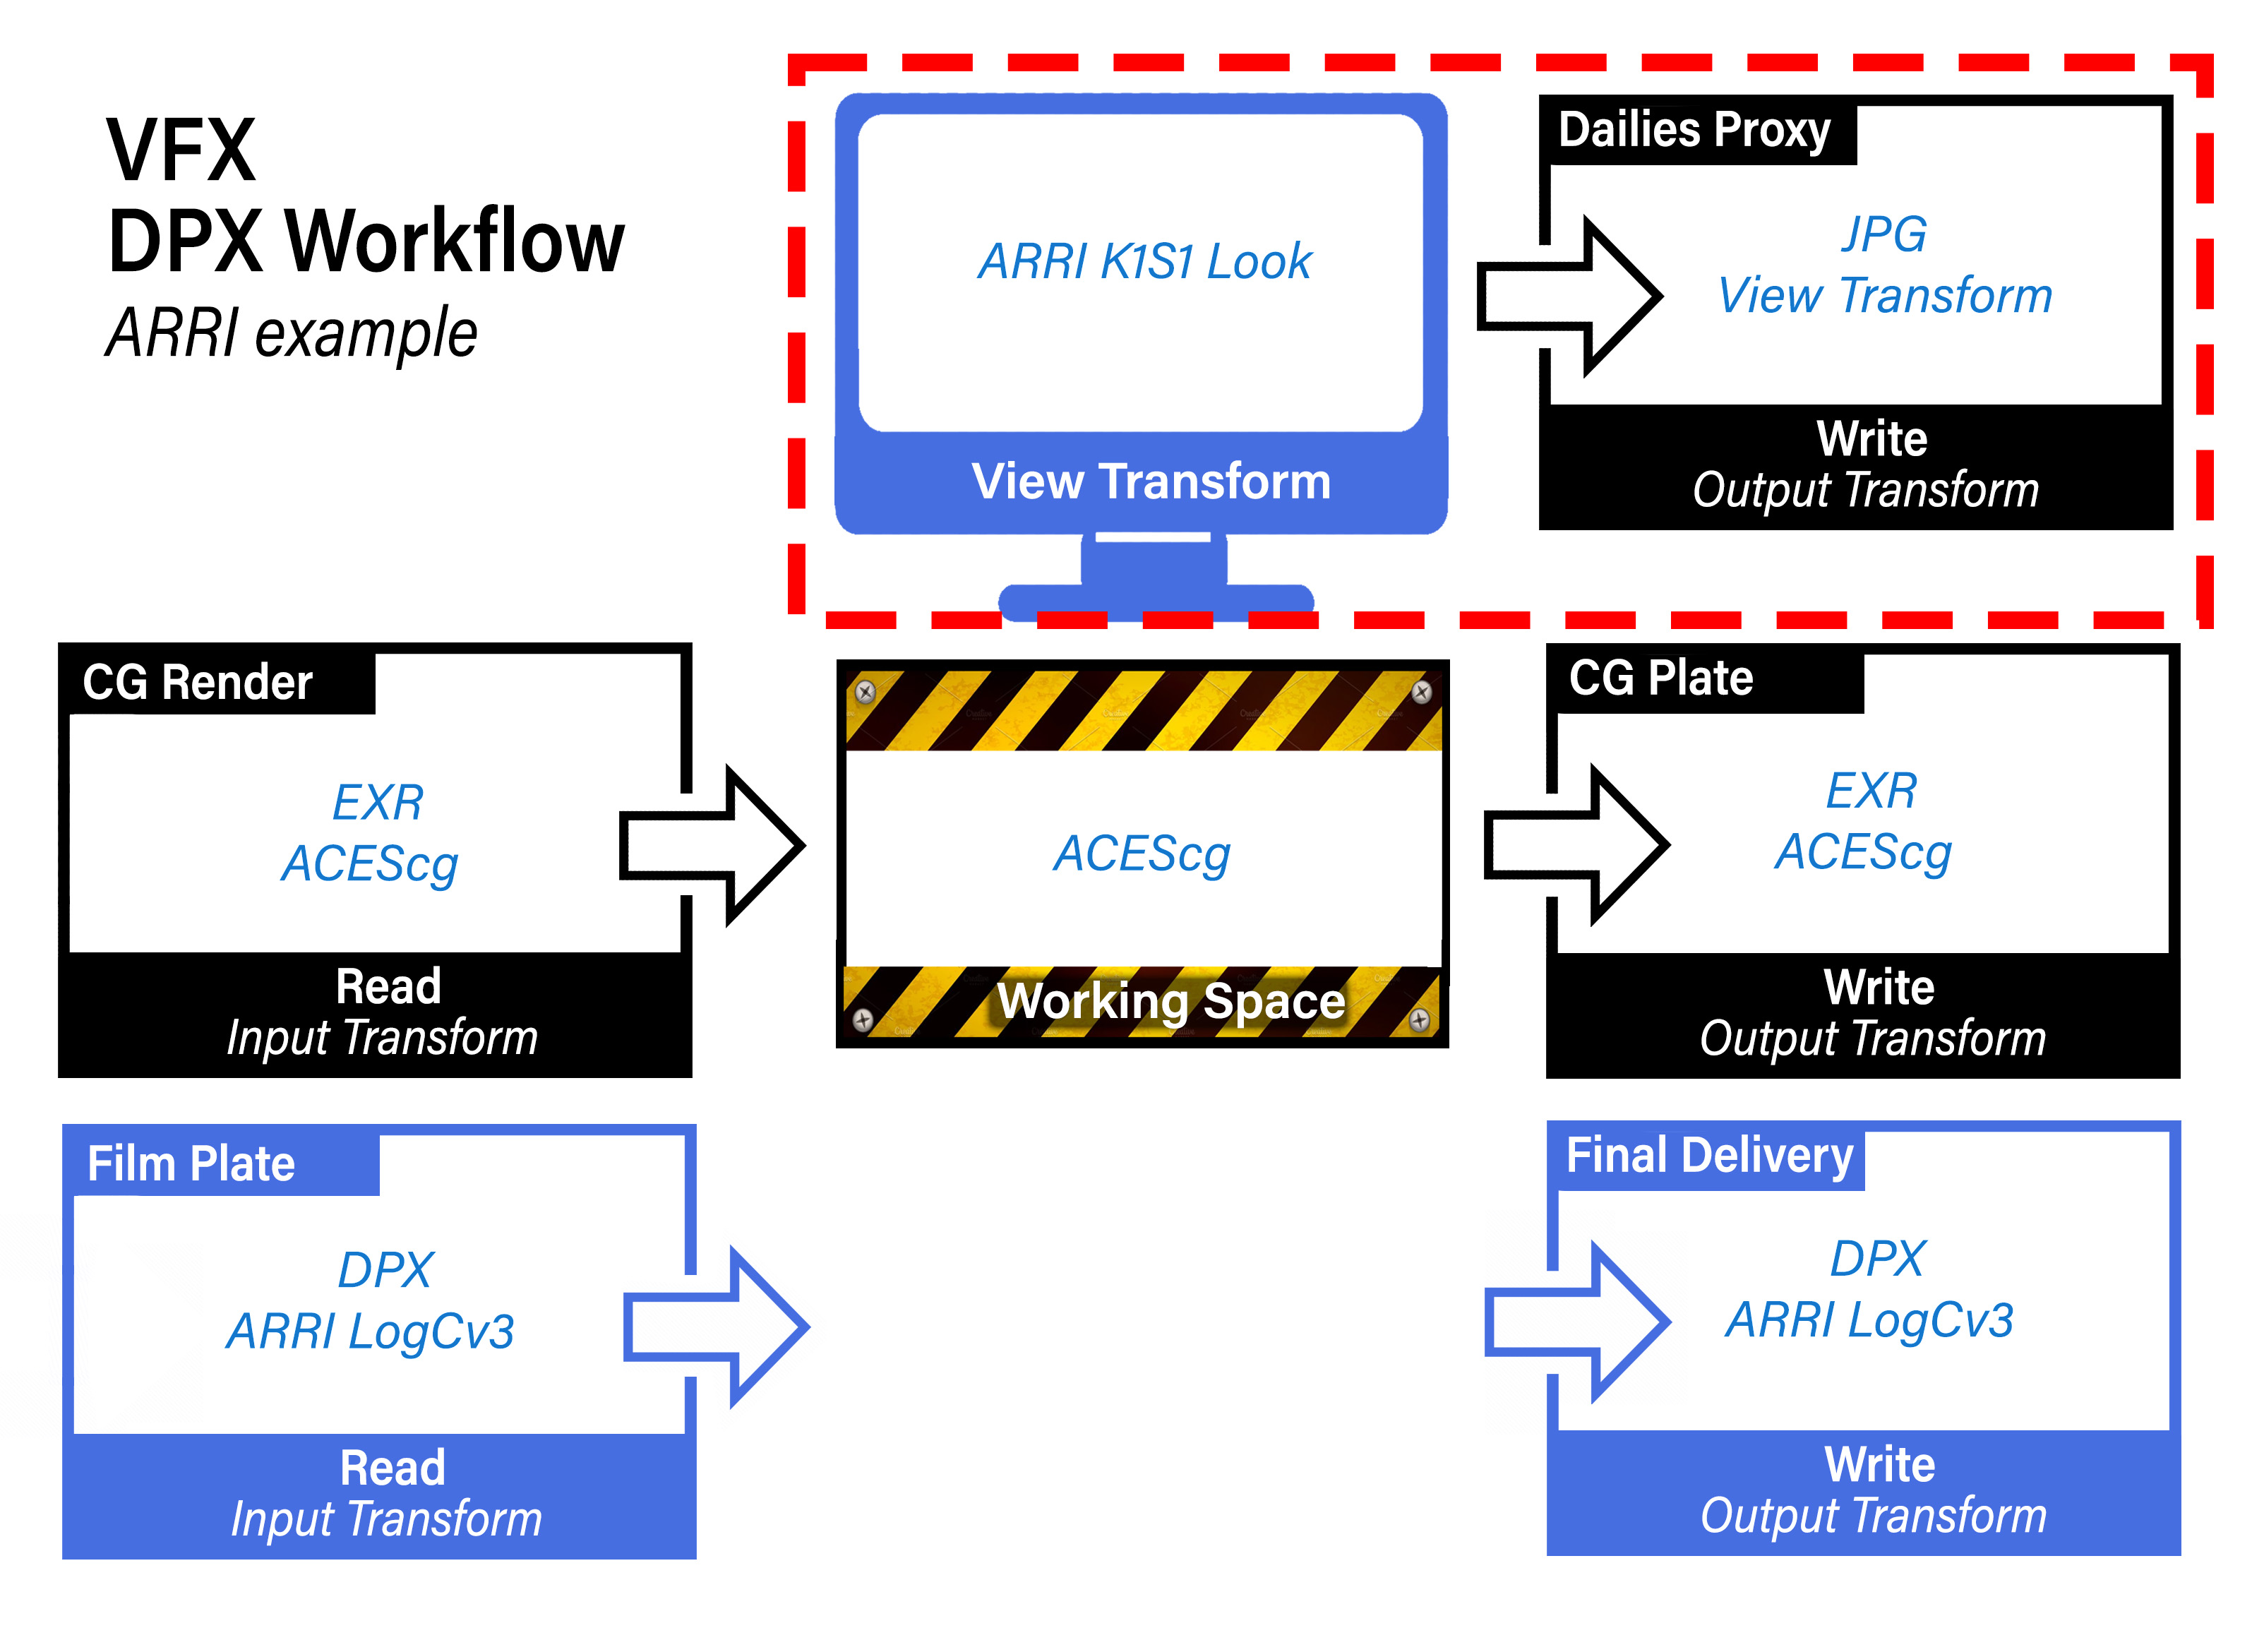 VFX
DPX Workflow
ARRI example
ARRI K1S1 Look
View Transform
Dailies Proxy
JPG
View Transform
Write
Output Transform
CG Render
EXR
ACEScg
Read
Input Transform
ACEScg
Working Space
CG Plate
EXR
ACEScg
Write
Output Transform
Film Plate
DPX
ARRI LogCv3
Read
Input Transform
Final Delivery
DPX
ARRI LogCv3
Write
Output Transform